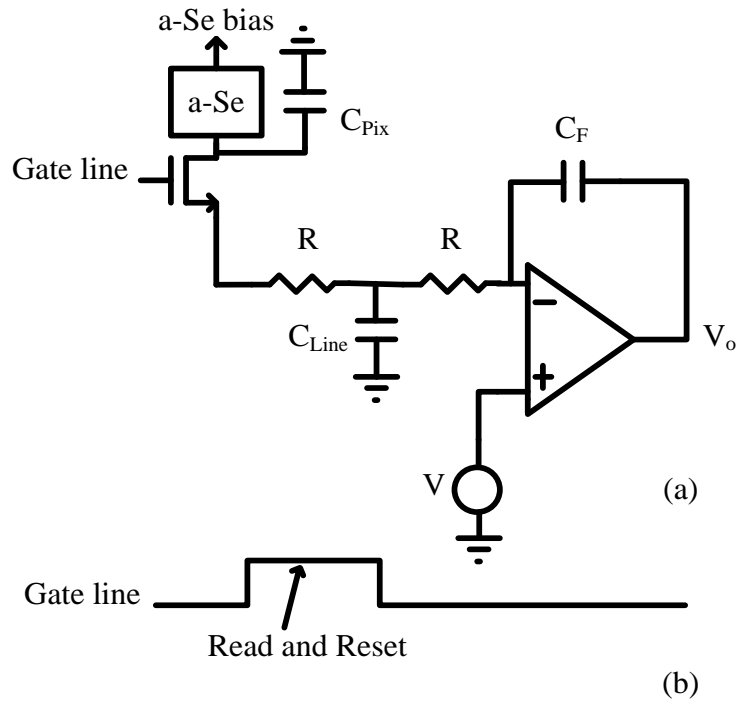 a-Se bias
a-Se
C_Pix
C_F
Gate line
R
R
C_Line
−
V_o
+
V
(a)
Gate line
Read and Reset
(b)